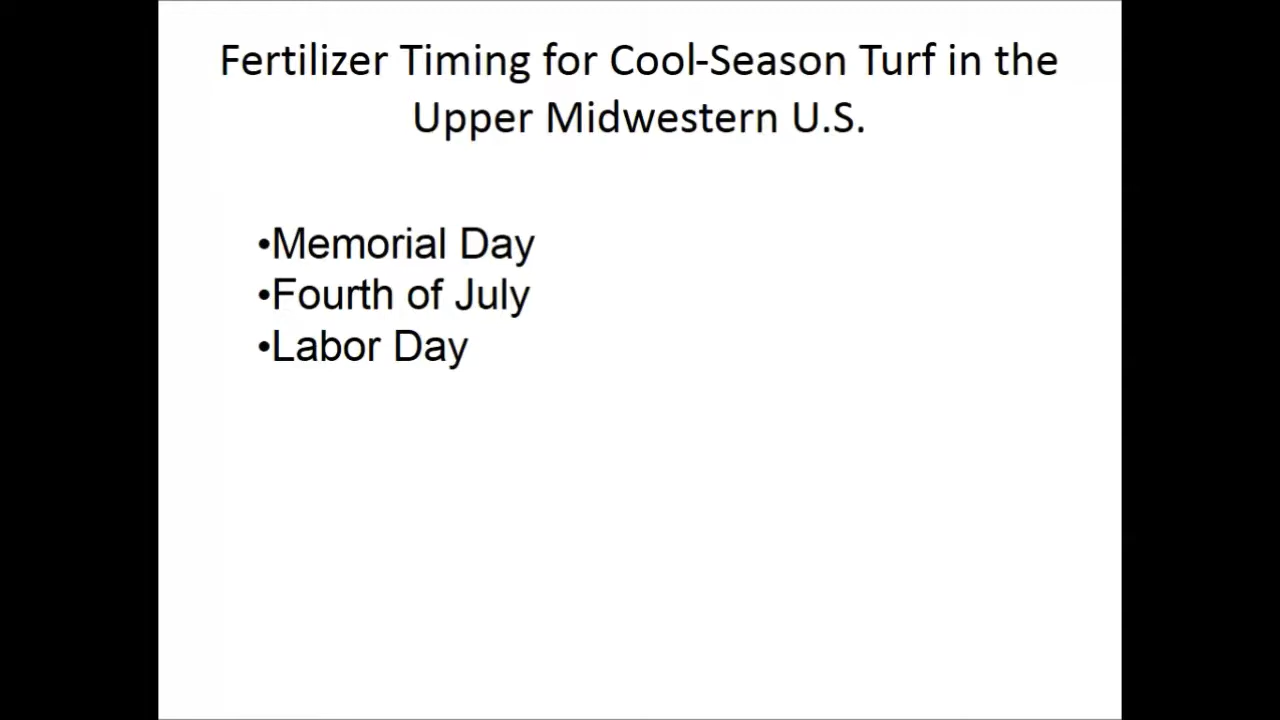 Fertilizer Timing for Cool-Season Turf in the
Upper Midwestern U.S.
•Memorial Day
•Fourth of July
•Labor Day